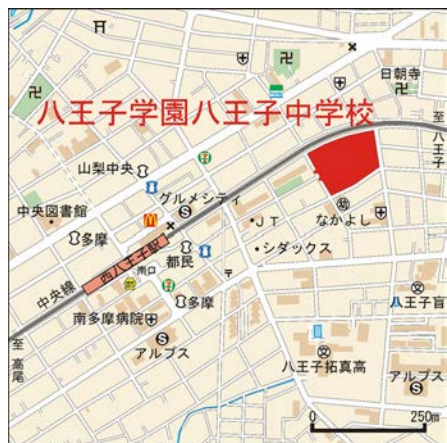 日朝寺
八王子学園八王子中学校
至八王子
山梨中央
グルメシティ
中央図書館
ＪＴ
なかよし
多摩
シダックス
西八王子駅
都民
南口
中央線
多摩
八王子盲
南多摩病院
至高尾
アルプス
八王子拓真高
アルプス
0 250m